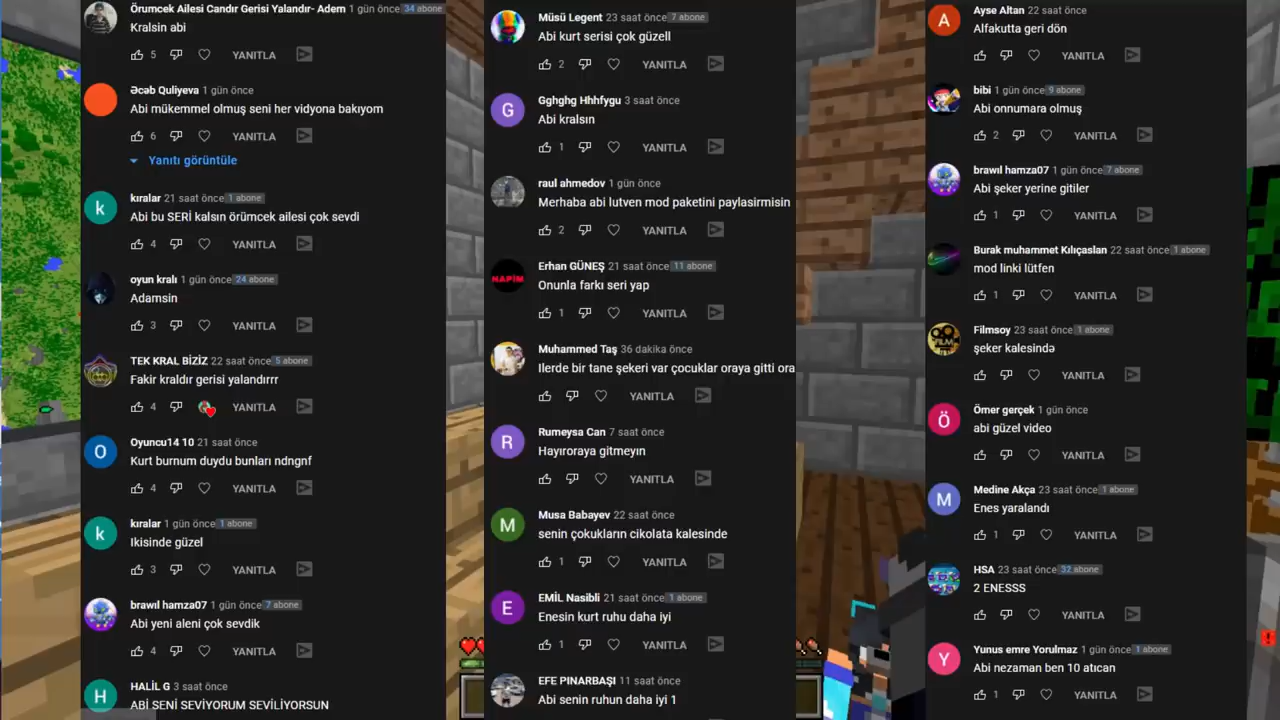 Örumcek Ailesi Candır Gerisi Yalandır- Adem 1 gün önce 34 abone
Kralsin abi
5 YANITLA
Əcəb Quliyeva 1 gün önce
Abi mükemmel olmuş seni her vidyona bakıyom
6 YANITLA
Yanıtı görüntüle
kıralar 21 saat önce 1 abone
Abi bu SERİ kalsın örümcek ailesi çok sevdi
4 YANITLA
oyun kralı 1 gün önce 24 abone
Adamsin
3 YANITLA
TEK KRAL BİZİZ 22 saat önce 5 abone
Fakir kraldır gerisi yalandırrr
4 YANITLA
Oyuncu14 10 21 saat önce
Kurt burnum duydu bunları ndngnf
4 YANITLA
kıralar 1 gün önce 1 abone
Ikisinde güzel
3 YANITLA
brawıl hamza07 1 gün önce 7 abone
Abi yeni aleni çok sevdik
4 YANITLA
HALİL G 3 saat önce
ABİ SENİ SEVİYORUM SEVİLİYORSUN
Müsü Legent 23 saat önce 7 abone
Abi kurt serisi çok güzell
2 YANITLA
Gghghg Hhhfygu 3 saat önce
Abi kralsın
1 YANITLA
raul ahmedov 1 gün önce
Merhaba abi lutven mod paketini paylasirmisin
2 YANITLA
Erhan GÜNEŞ 21 saat önce 11 abone
Onunla farkı seri yap
1 YANITLA
Muhammed Taş 36 dakika önce
Ilerde bir tane şekeri var çocuklar oraya gitti ora
YANITLA
Rumeysa Can 7 saat önce
Hayıroraya gitmeyın
YANITLA
Musa Babayev 22 saat önce
senin çokukların cikolata kalesinde
1 YANITLA
EMİL Nasibli 21 saat önce 1 abone
Enesin kurt ruhu daha iyi
1 YANITLA
EFE PINARBAŞI 11 saat önce
Abi senin ruhun daha iyi 1
Ayse Altan 22 saat önce
Alfakutta geri dön
YANITLA
bibi 1 gün önce 9 abone
Abi onnumara olmuş
2 YANITLA
brawıl hamza07 1 gün önce 7 abone
Abi şeker yerine gitiler
1 YANITLA
Burak muhammet Kılıçaslan 22 saat önce 1 abone
mod linki lütfen
1 YANITLA
Filmsoy 23 saat önce 1 abone
şeker kalesində
YANITLA
Ömer gerçek 1 gün önce
abi güzel video
YANITLA
Medine Akça 23 saat önce 1 abone
Enes yaralandı
1 YANITLA
HSA 23 saat önce 32 abone
2 ENESSS
YANITLA
Yunus emre Yorulmaz 1 gün önce 1 abone
Abi nezaman ben 10 atıcan
1 YANITLA